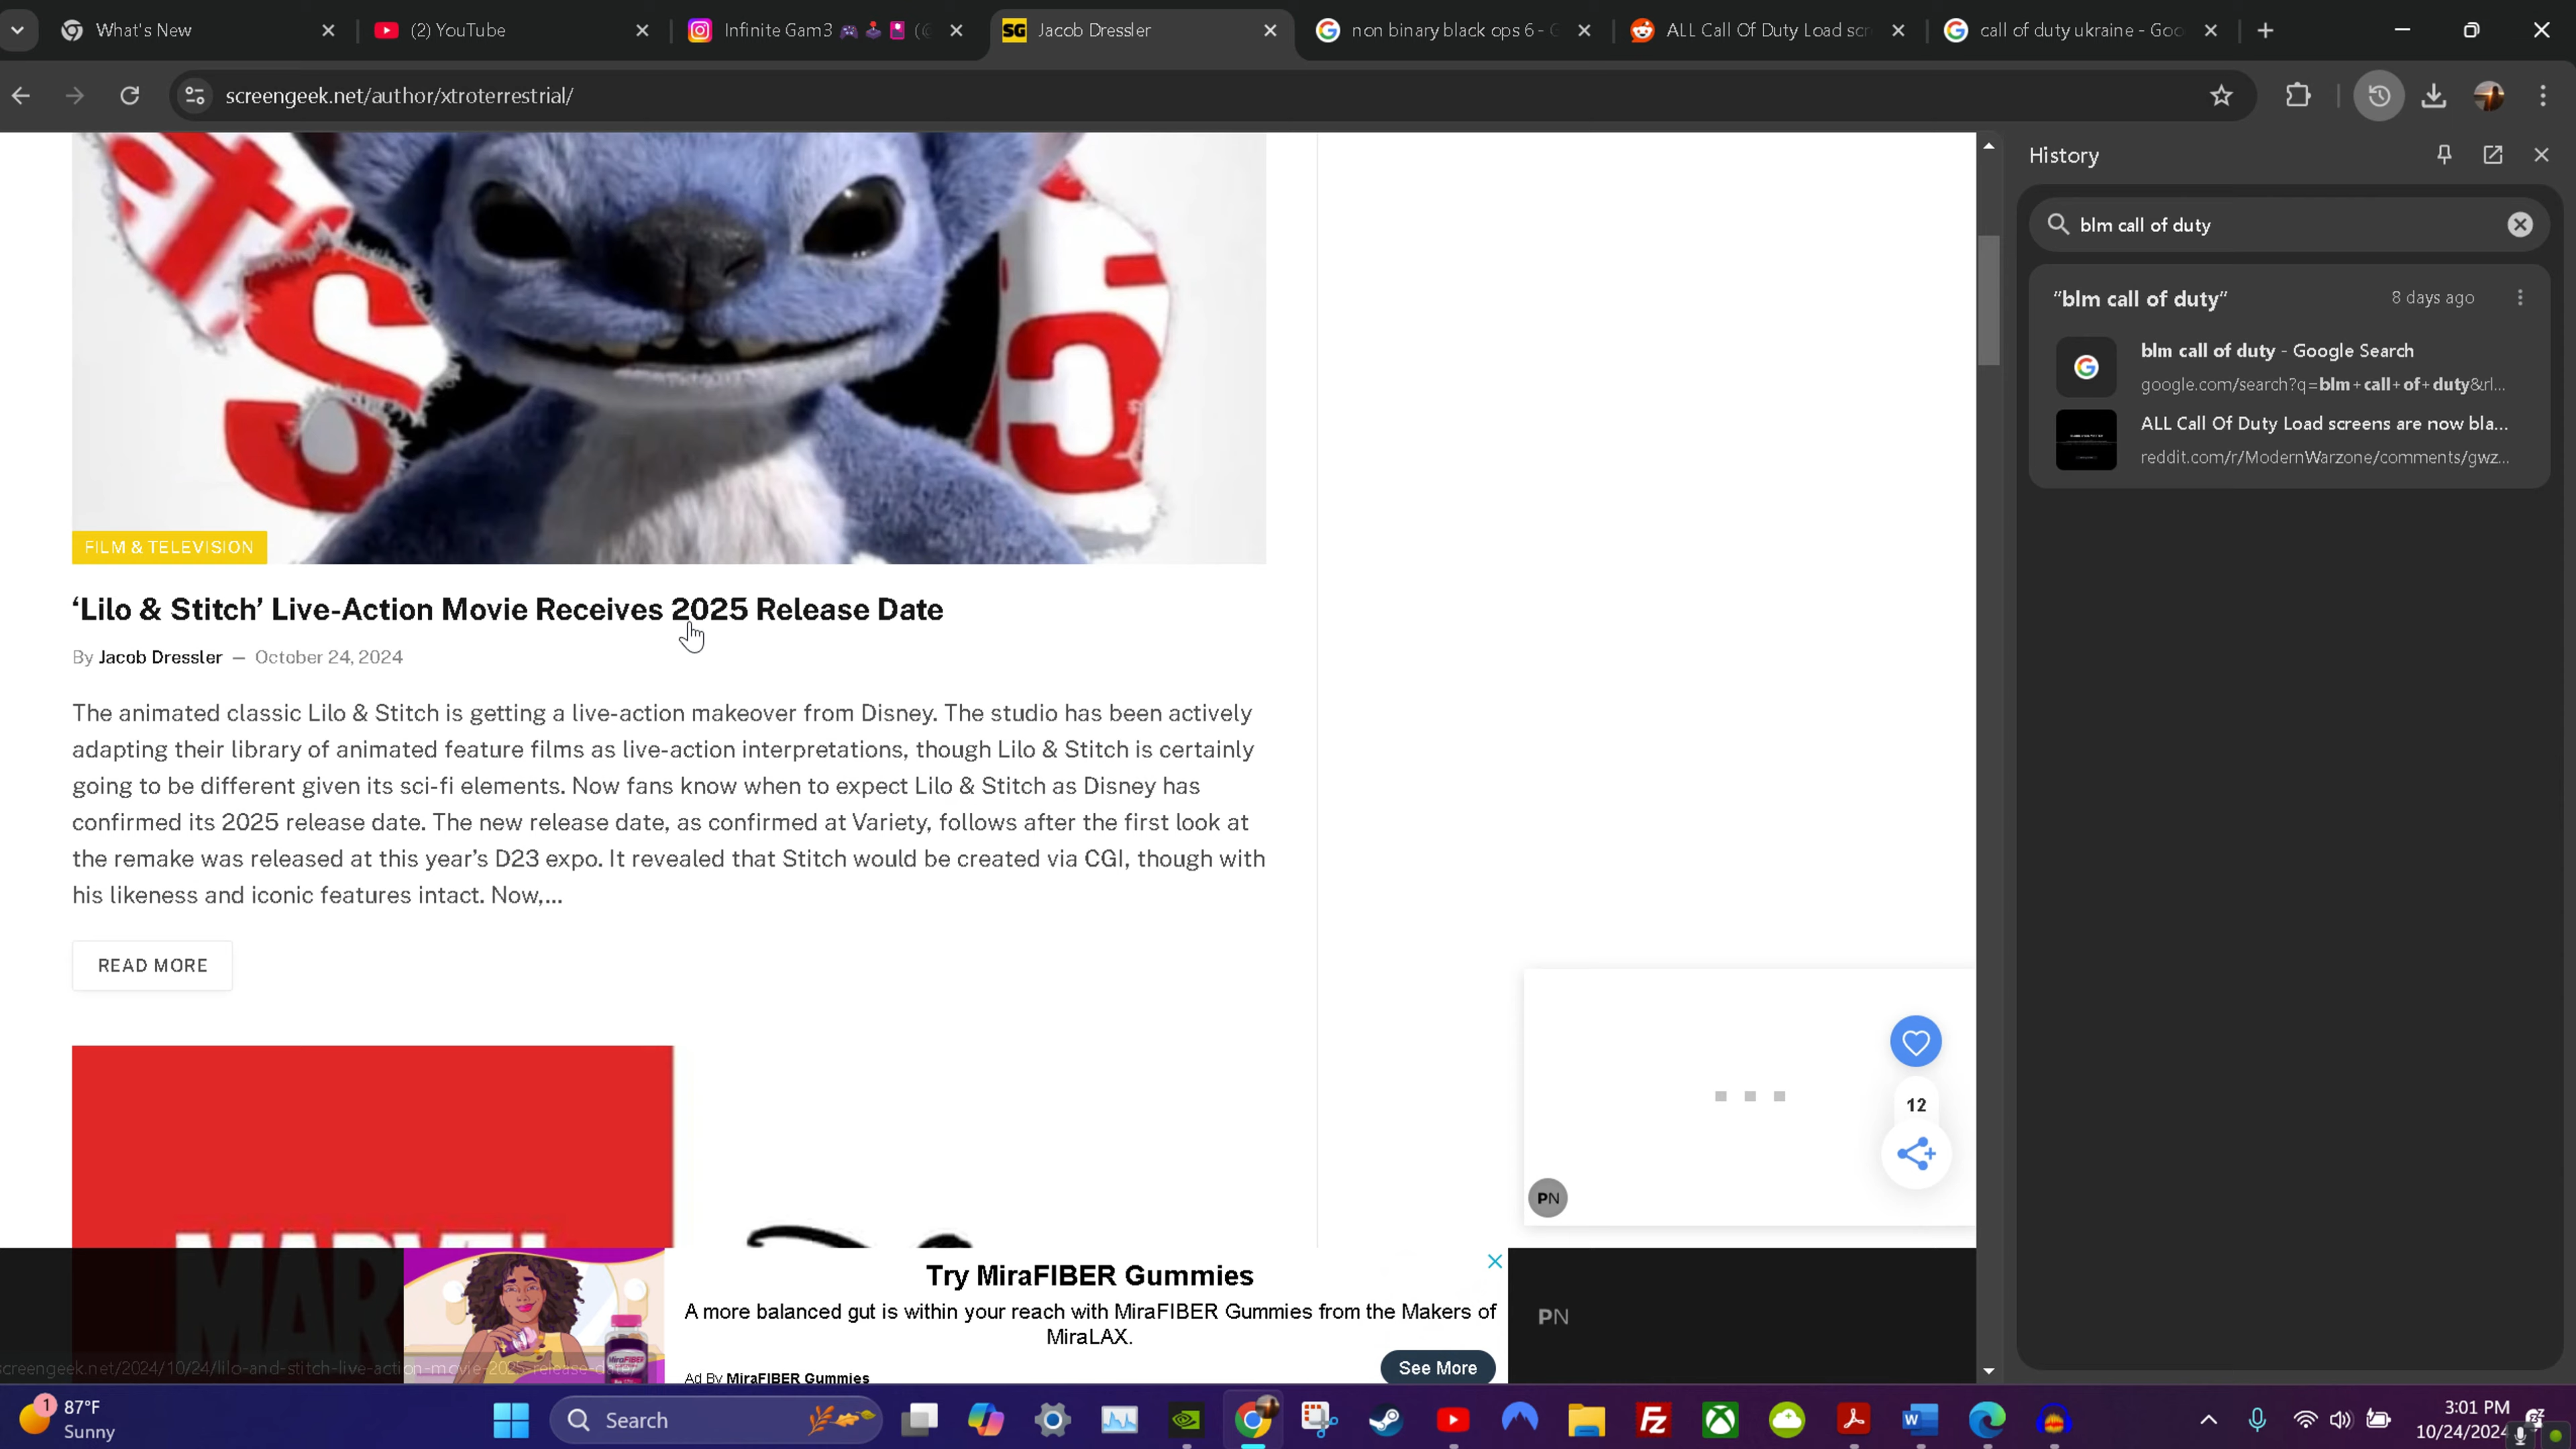 What's New
(2) YouTube
Infinite Gam3 🎮 🕹️
Jacob Dressler
non binary black ops 6 - G
ALL Call Of Duty Load scr
call of duty ukraine - Goo
screengeek.net/author/xtroterrestrial/
FILM & TELEVISION
‘Lilo & Stitch’ Live-Action Movie Receives 2025 Release Date
By Jacob Dressler — October 24, 2024
The animated classic Lilo & Stitch is getting a live-action makeover from Disney. The studio has been actively
adapting their library of animated feature films as live-action interpretations, though Lilo & Stitch is certainly
going to be different given its sci-fi elements. Now fans know when to expect Lilo & Stitch as Disney has
confirmed its 2025 release date. The new release date, as confirmed at Variety, follows after the first look at
the remake was released at this year’s D23 expo. It revealed that Stitch would be created via CGI, though with
his likeness and iconic features intact. Now,...
READ MORE
12
PN
MARVEL
Try MiraFIBER Gummies
A more balanced gut is within your reach with MiraFIBER Gummies from the Makers of
MiraLAX.
Ad By MiraFIBER Gummies
See More
PN
screengeek.net/2024/10/24/lilo-and-stitch-live-action-movie-2025-release-date/
History
blm call of duty
"blm call of duty"
8 days ago
blm call of duty - Google Search
google.com/search?q=blm+call+of+duty&rl...
ALL Call Of Duty Load screens are now bla...
reddit.com/r/ModernWarzone/comments/gwz...
1
87°F
Sunny
Search
3:01 PM
10/24/2024